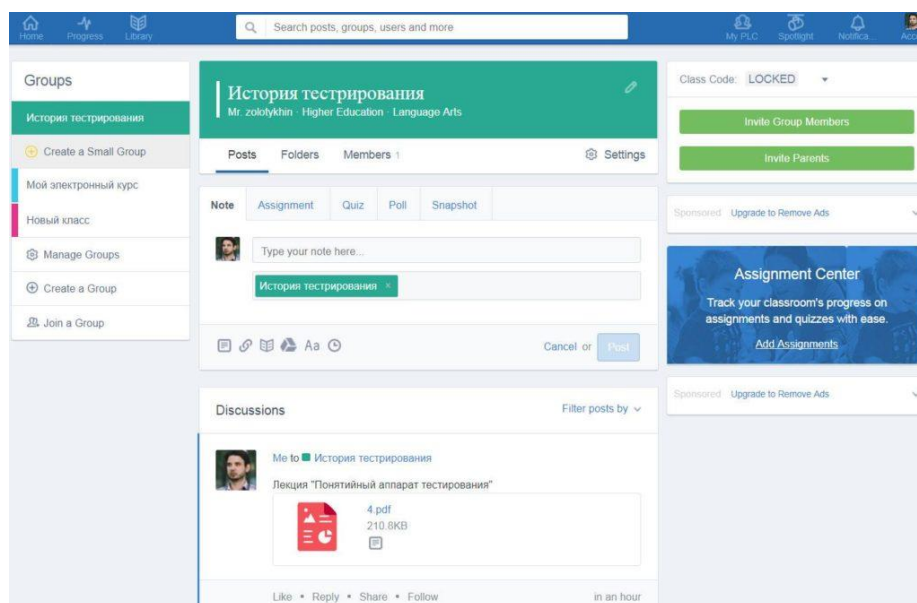 Home
Progress
Library
Search posts, groups, users and more
My PLC
Spotlight
Notifica...
Acc
Groups
История тестрирования
Create a Small Group
Мой электронный курс
Новый класс
Manage Groups
Create a Group
Join a Group
История тестрирования
Mr. zolotykhin · Higher Education · Language Arts
Posts
Folders
Members 1
Settings
Note
Assignment
Quiz
Poll
Snapshot
Type your note here...
История тестрирования ×
Aa
Cancel or Post
Discussions
Filter posts by
Me to История тестрирования
Лекция "Понятийный аппарат тестирования"
4.pdf
210.8KB
Like • Reply • Share • Follow
in an hour
Class Code: LOCKED
Invite Group Members
Invite Parents
Sponsored Upgrade to Remove Ads
Assignment Center
Track your classroom's progress on
assignments and quizzes with ease.
Add Assignments
Sponsored Upgrade to Remove Ads